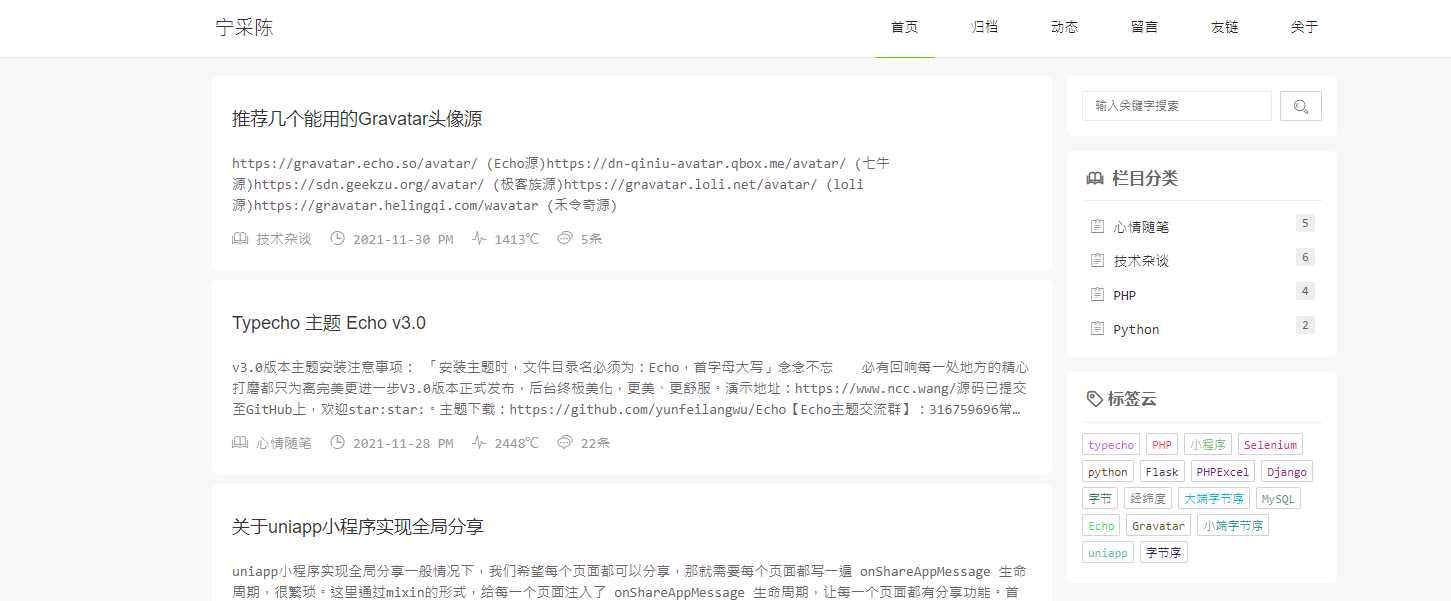 宁采陈
首页 归档 动态 留言 友链 关于
推荐几个能用的Gravatar头像源
https://gravatar.echo.so/avatar/ (Echo源)https://dn-qiniu-avatar.qbox.me/avatar/ (七牛
源)https://sdn.geekzu.org/avatar/ (极客族源)https://gravatar.loli.net/avatar/ (loli
源)https://gravatar.helingqi.com/wavatar (禾令奇源)
技术杂谈 2021-11-30 PM 1413℃ 5条
Typecho 主题 Echo v3.0
v3.0版本主题安装注意事项: 「安装主题时，文件目录名必须为：Echo，首字母大写」念念不忘 必有回响每一处地方的精心
打磨都只为离完美更进一步V3.0版本正式发布，后台终极美化，更美、更舒服。演示地址：https://www.ncc.wang/源码已提交
至GitHub上，欢迎star:star:。主题下载：https://github.com/yunfeilangwu/Echo【Echo主题交流群】：316759696常…
心情随笔 2021-11-28 PM 2448℃ 22条
关于uniapp小程序实现全局分享
uniapp小程序实现全局分享一般情况下，我们希望每个页面都可以分享，那就需要每个页面都写一遍 onShareAppMessage 生命
周期，很繁琐。这里通过mixin的形式，给每一个页面注入了 onShareAppMessage 生命周期，让每一个页面都有分享功能。首
输入关键字搜索
栏目分类
心情随笔 5
技术杂谈 6
PHP 4
Python 2
标签云
typecho PHP 小程序 Selenium
python Flask PHPExcel Django
字节 经纬度 大端字节序 MySQL
Echo Gravatar 小端字节序
uniapp 字节序